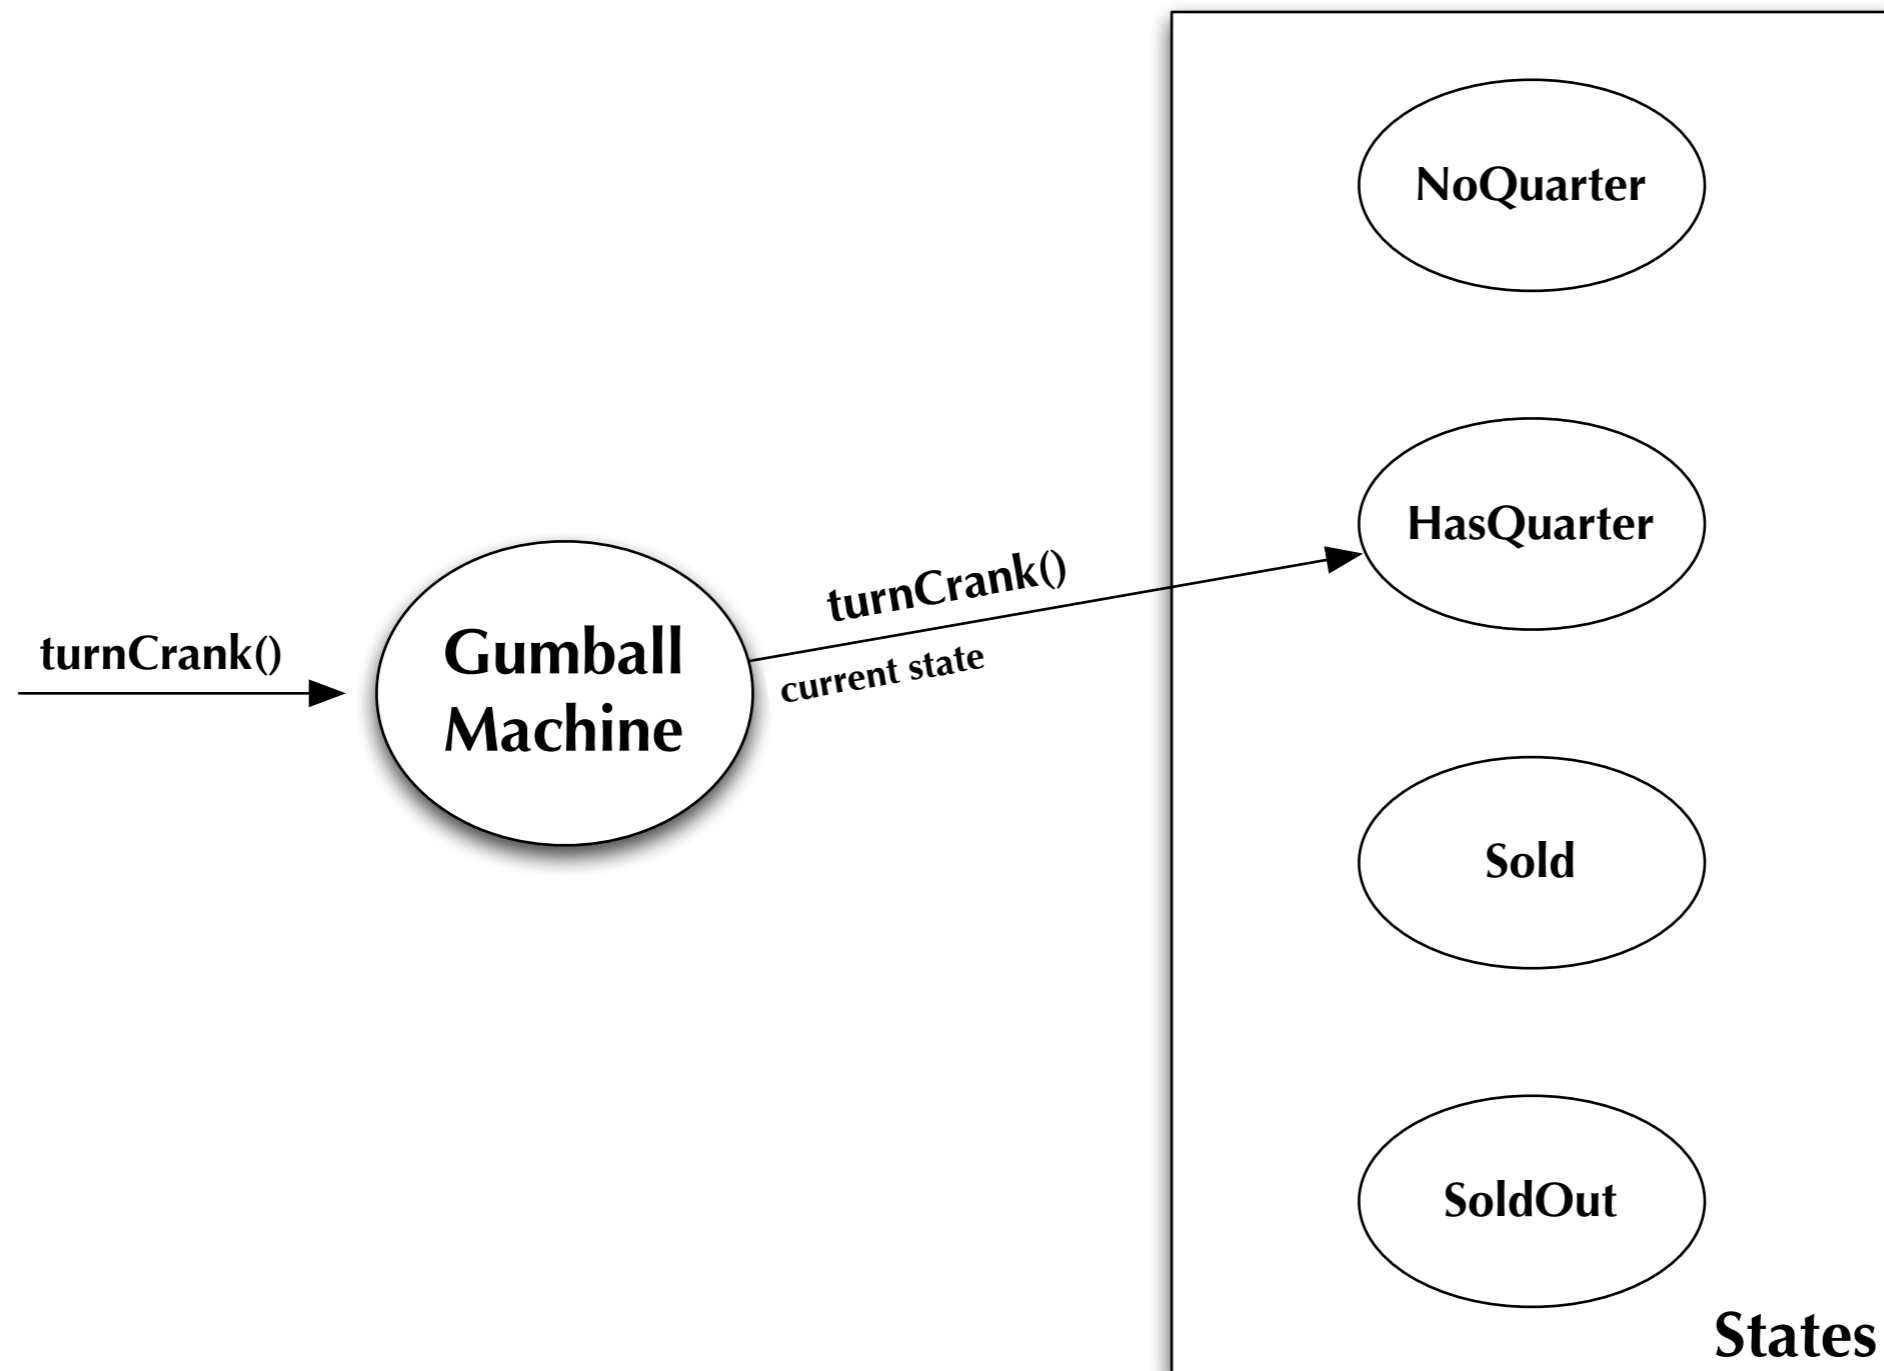 turnCrank()
Gumball
Machine
turnCrank()
current state
NoQuarter
HasQuarter
Sold
SoldOut
States